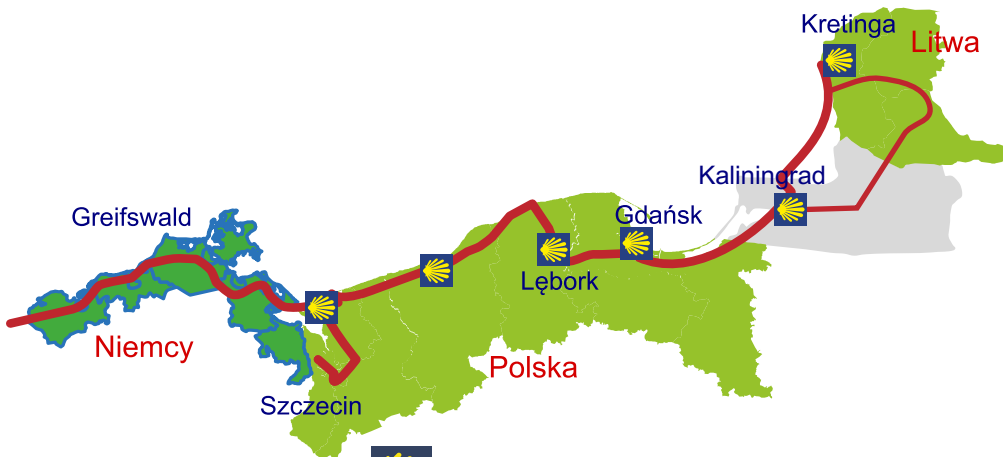 Kretinga
Litwa
Kaliningrad
Greifswald
Gdańsk
Lębork
Niemcy
Polska
Szczecin